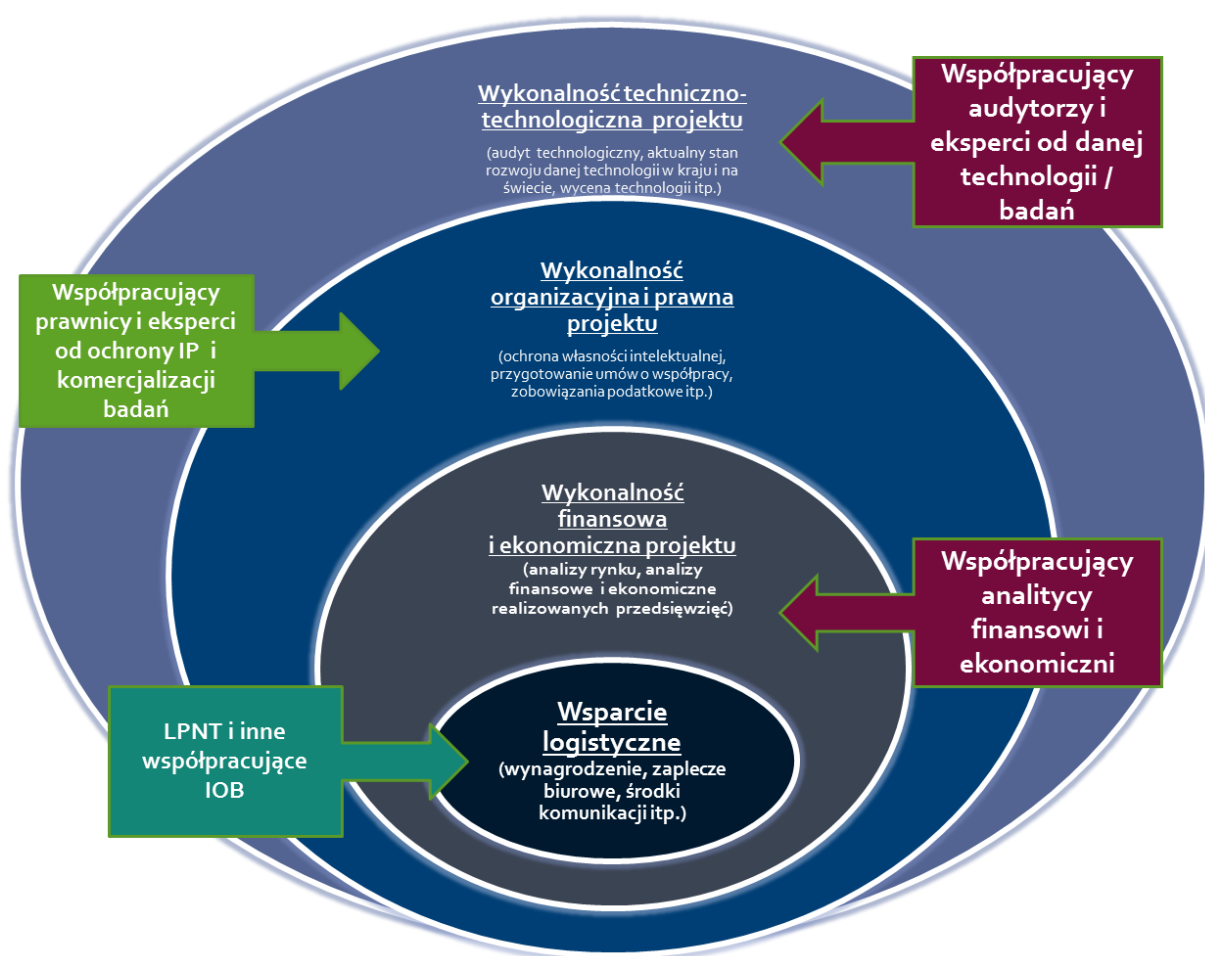 Wykonalność techniczno-
technologiczna projektu
(audyt technologiczny, aktualny stan
rozwoju danej technologii w kraju i na
świecie, wycena technologii itp.)
Współpracujący
audytorzy i
eksperci od danej
technologii /
badań
Wykonalność
organizacyjna i prawna
projektu
(ochrona własności intelektualnej,
przygotowanie umów o współpracy,
zobowiązania podatkowe itp.)
Współpracujący
prawnicy i eksperci
od ochrony IP i
komercjalizacji
badań
Wykonalność
finansowa
i ekonomiczna projektu
(analizy rynku, analizy
finansowe i ekonomiczne
realizowanych przedsięwzięć)
Współpracujący
analitycy
finansowi i
ekonomiczni
LPNT i inne
współpracujące
IOB
Wsparcie
logistyczne
(wynagrodzenie, zaplecze
biurowe, środki
komunikacji itp.)